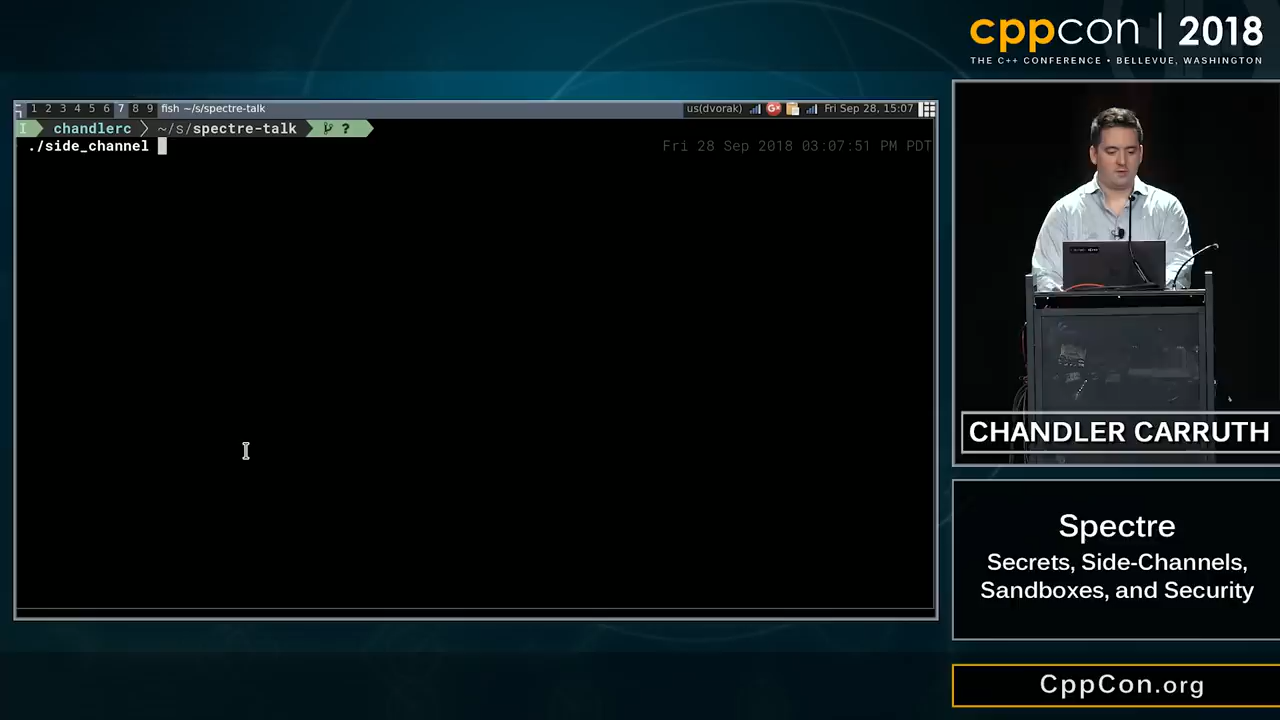 cppcon | 2018
THE C++ CONFERENCE • BELLEVUE, WASHINGTON
1 2 3 4 5 6 7 8 9 fish ~/s/spectre-talk
us(dvorak) G+ Fri Sep 28, 15:07
I chandlerc ~/s/spectre-talk ?
./side_channel
Fri 28 Sep 2018 03:07:51 PM PDT
CHANDLER CARRUTH
Spectre
Secrets, Side-Channels,
Sandboxes, and Security
CppCon.org